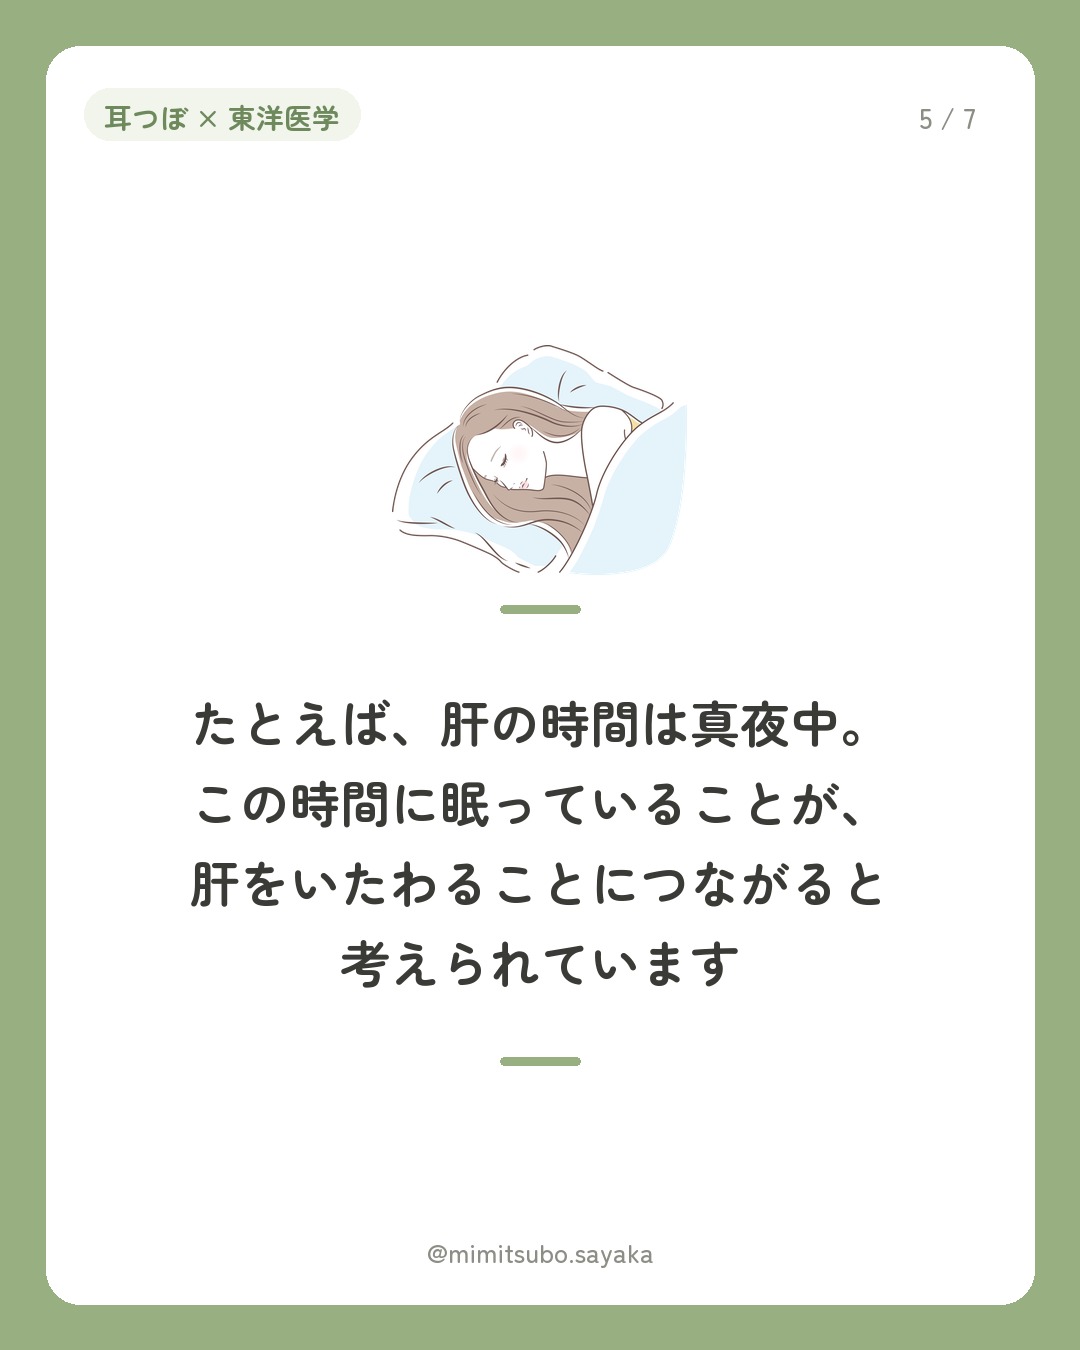 耳つぼ × 東洋医学
5 / 7
たとえば、肝の時間は真夜中。
この時間に眠っていることが、
肝をいたわることにつながると
考えられています
@mimitsubo.sayaka